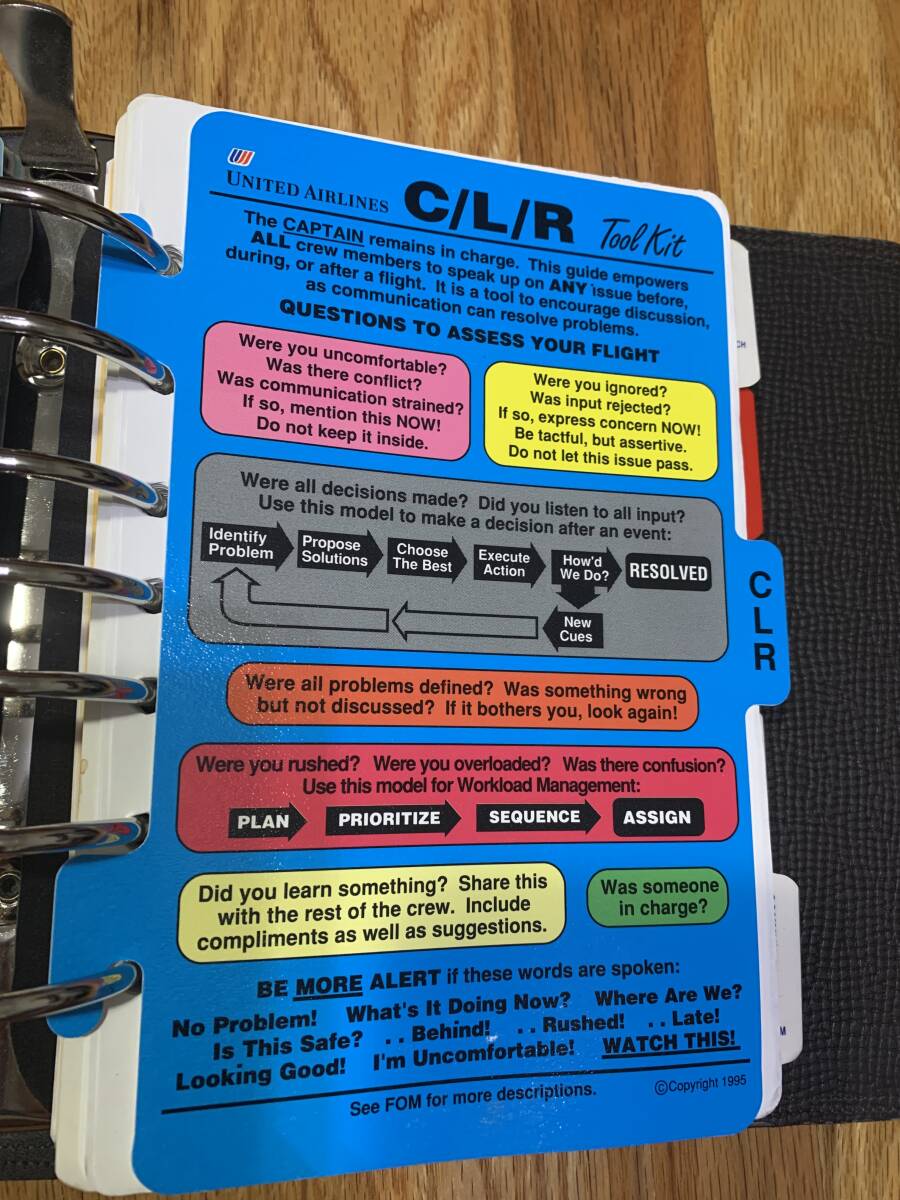 UNITED AIRLINES C/L/R Tool Kit
The CAPTAIN remains in charge. This guide empowers
ALL crew members to speak up on ANY issue before,
during, or after a flight. It is a tool to encourage discussion,
as communication can resolve problems.
QUESTIONS TO ASSESS YOUR FLIGHT
Were you uncomfortable?
Was there conflict?
Was communication strained?
If so, mention this NOW!
Do not keep it inside.
Were you ignored?
Was input rejected?
If so, express concern NOW!
Be tactful, but assertive.
Do not let this issue pass.
Were all decisions made? Did you listen to all input?
Use this model to make a decision after an event:
Identify
Problem
Propose
Solutions
Choose
The Best
Execute
Action
How'd
We Do?
RESOLVED
New
Cues
C
L
R
Were all problems defined? Was something wrong
but not discussed? If it bothers you, look again!
Were you rushed? Were you overloaded? Was there confusion?
Use this model for Workload Management:
PLAN
PRIORITIZE
SEQUENCE
ASSIGN
Did you learn something? Share this
with the rest of the crew. Include
compliments as well as suggestions.
Was someone
in charge?
BE MORE ALERT if these words are spoken:
No Problem! What's It Doing Now? Where Are We?
Is This Safe? . . Behind! . . Rushed! . . Late!
Looking Good! I'm Uncomfortable! WATCH THIS!
See FOM for more descriptions. ©Copyright 1995